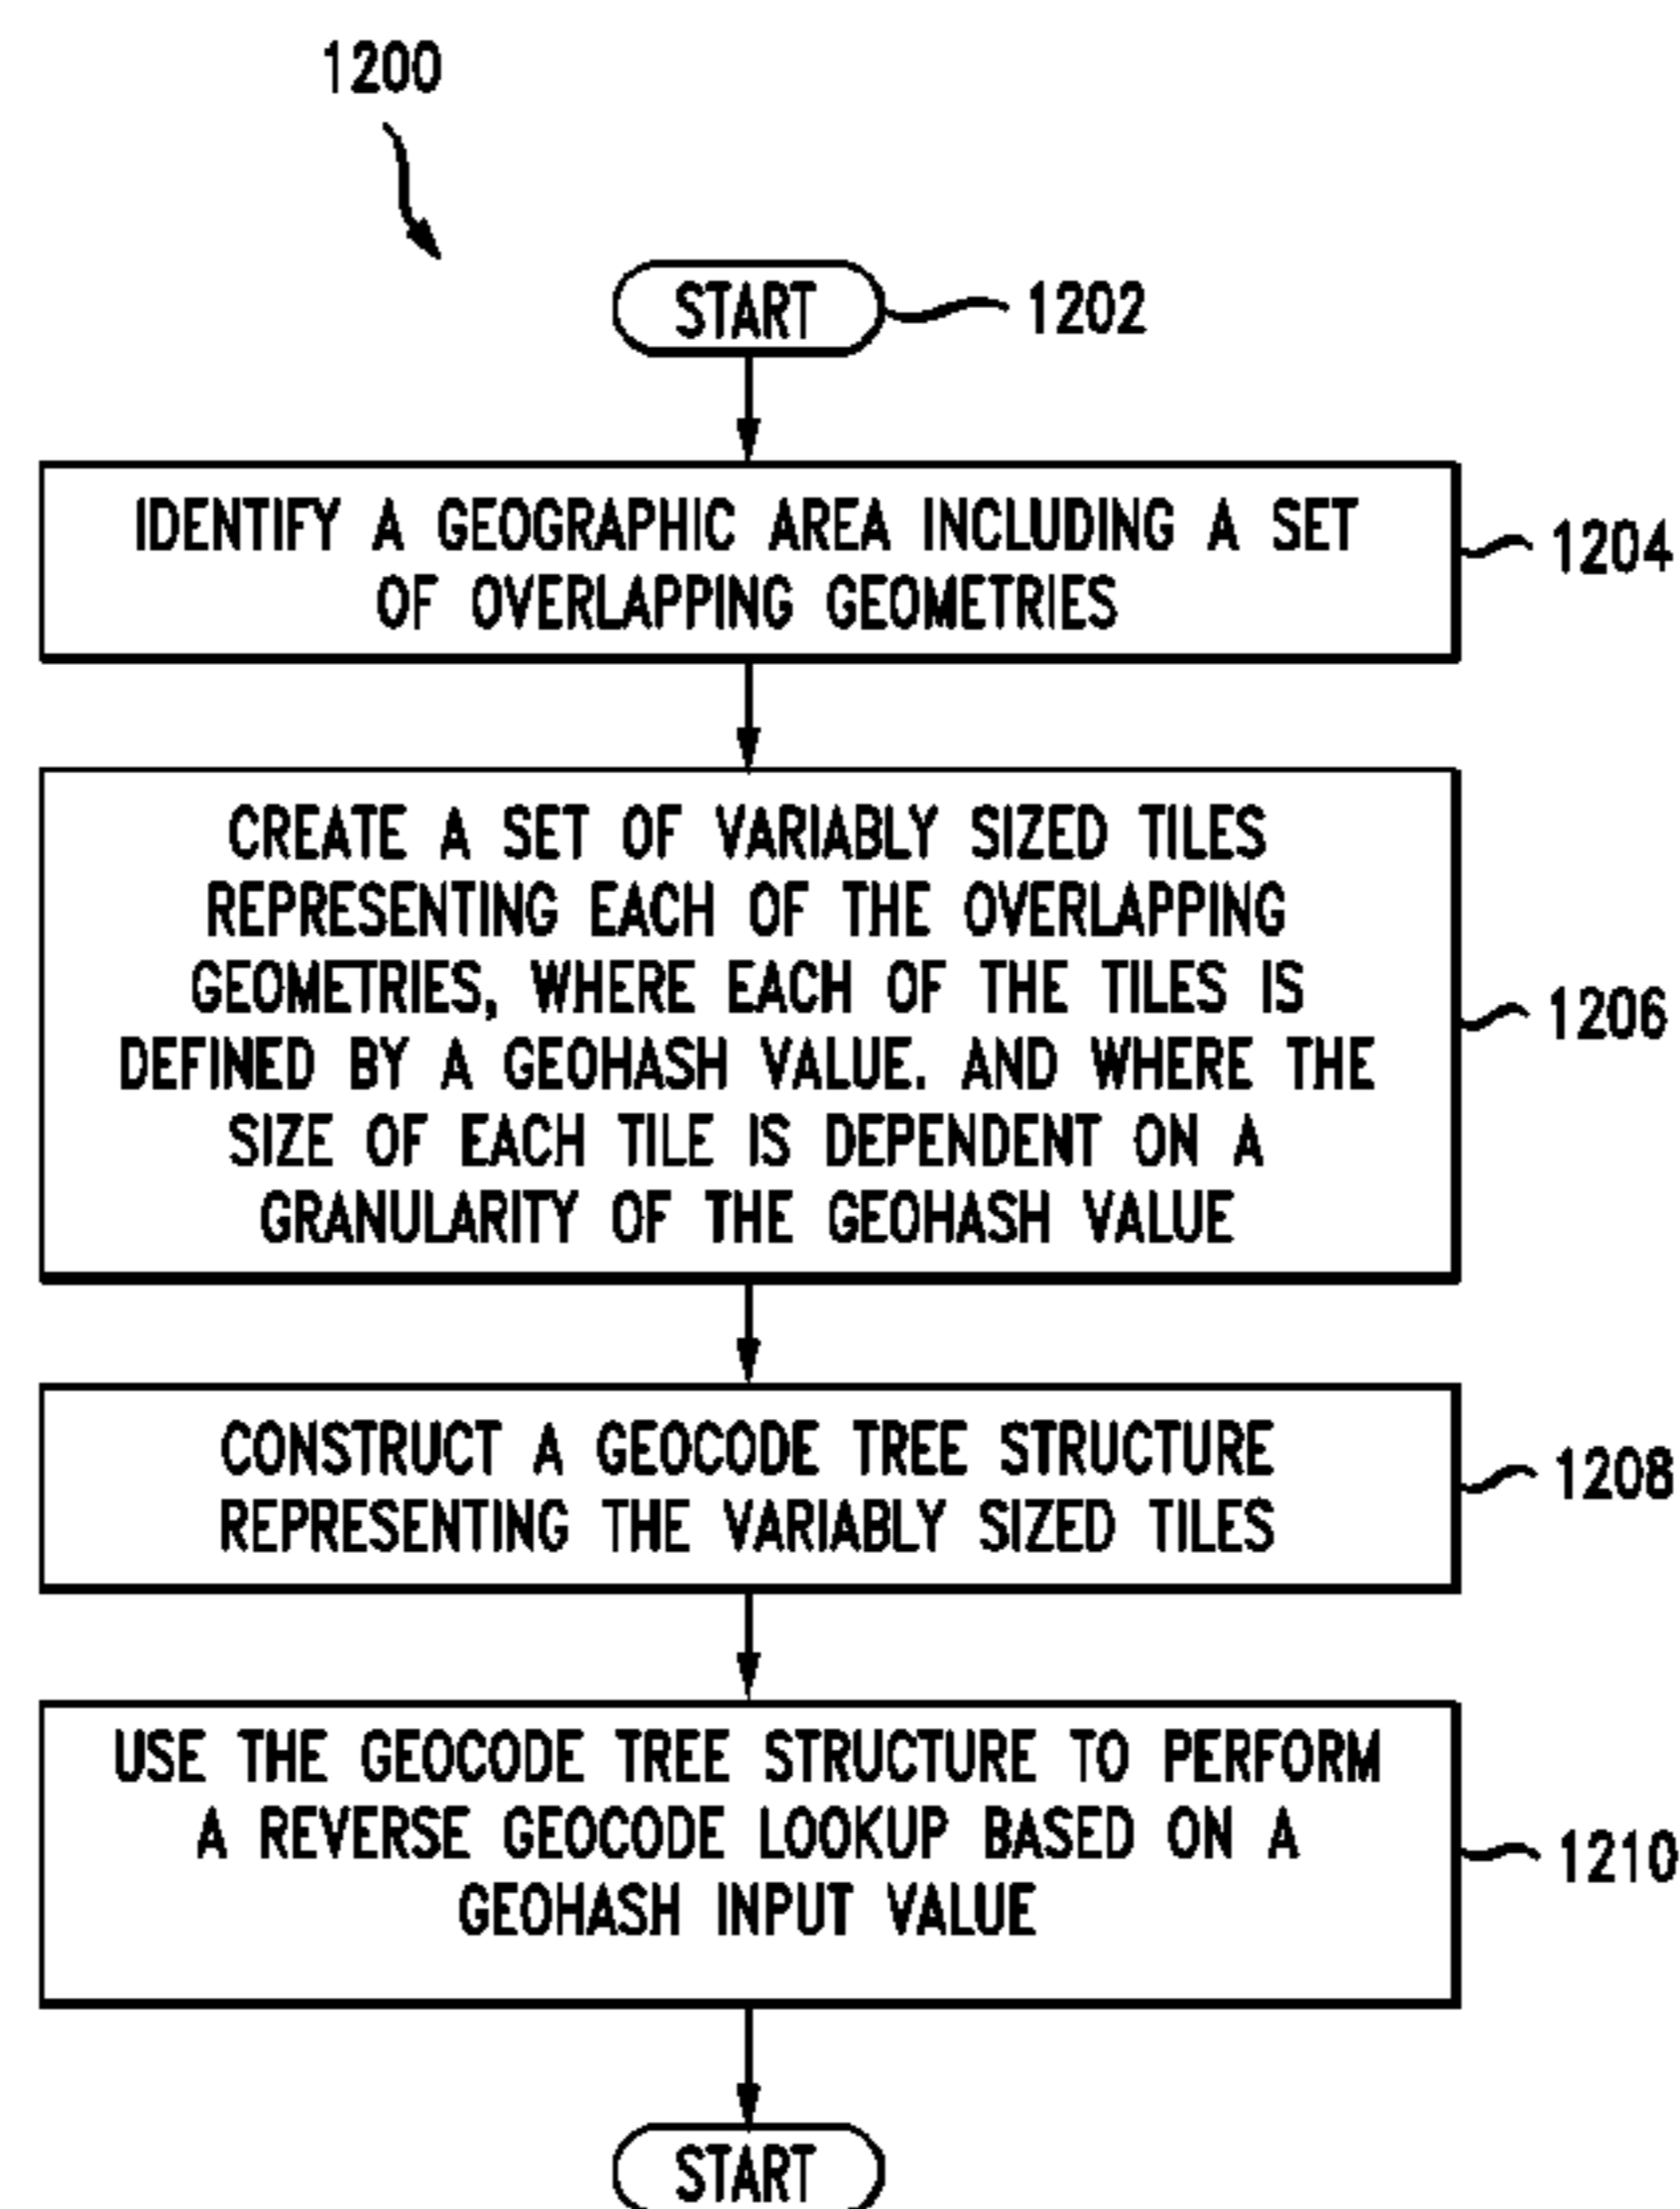 1200
START
1202
IDENTIFY A GEOGRAPHIC AREA INCLUDING A SET
OF OVERLAPPING GEOMETRIES
1204
CREATE A SET OF VARIABLY SIZED TILES
REPRESENTING EACH OF THE OVERLAPPING
GEOMETRIES, WHERE EACH OF THE TILES IS
DEFINED BY A GEOHASH VALUE. AND WHERE THE
SIZE OF EACH TILE IS DEPENDENT ON A
GRANULARITY OF THE GEOHASH VALUE
1206
CONSTRUCT A GEOCODE TREE STRUCTURE
REPRESENTING THE VARIABLY SIZED TILES
1208
USE THE GEOCODE TREE STRUCTURE TO PERFORM
A REVERSE GEOCODE LOOKUP BASED ON A
GEOHASH INPUT VALUE
1210
START